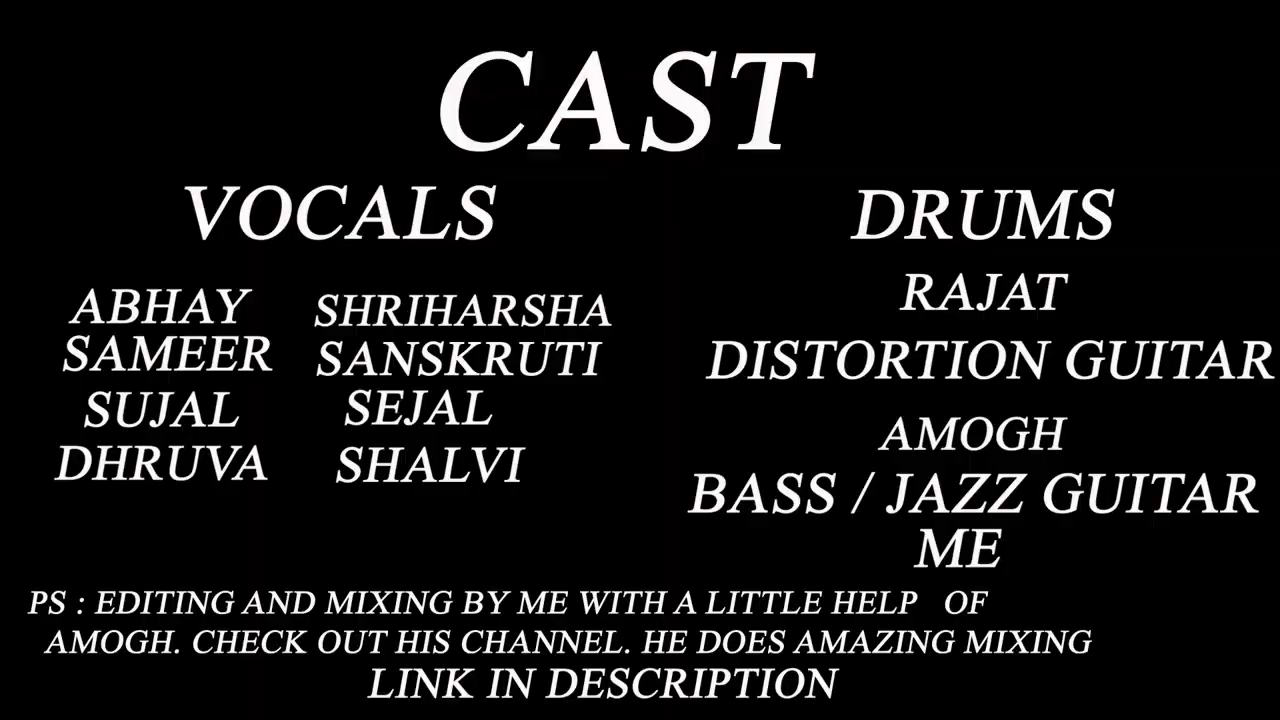 CAST
VOCALS
ABHAY SHRIHARSHA
SAMEER SANSKRUTI
SUJAL SEJAL
DHRUVA SHALVI
DRUMS
RAJAT
DISTORTION GUITAR
AMOGH
BASS / JAZZ GUITAR
ME
PS : EDITING AND MIXING BY ME WITH A LITTLE HELP OF
AMOGH. CHECK OUT HIS CHANNEL. HE DOES AMAZING MIXING
LINK IN DESCRIPTION